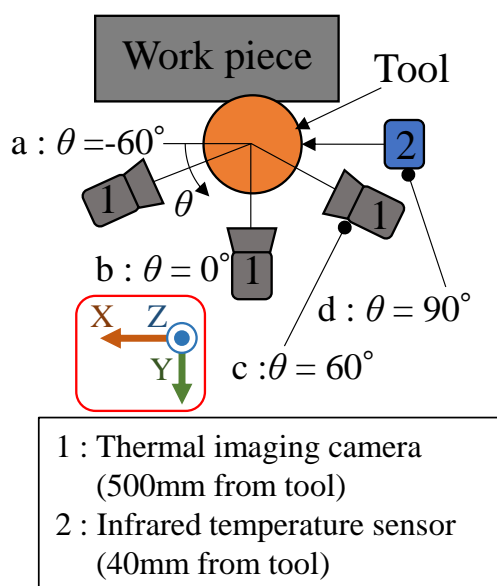 Work piece
Tool
a : θ =-60°
2
1
1
θ
b : θ = 0°
1
X
Z
Y
d : θ = 90°
c :θ = 60°
1 : Thermal imaging camera
(500mm from tool)
2 : Infrared temperature sensor
(40mm from tool)